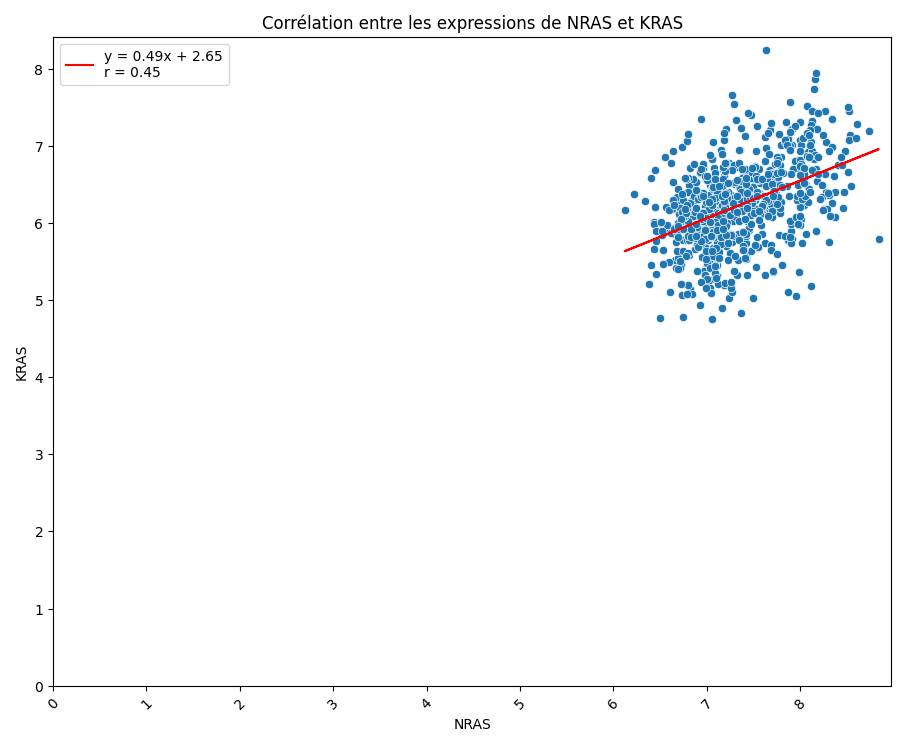 Corrélation entre les expressions de NRAS et KRAS
y = 0.49x + 2.65
r = 0.45
KRAS
8
7
6
5
4
3
2
1
0
0 1 2 3 4 5 6 7 8
NRAS